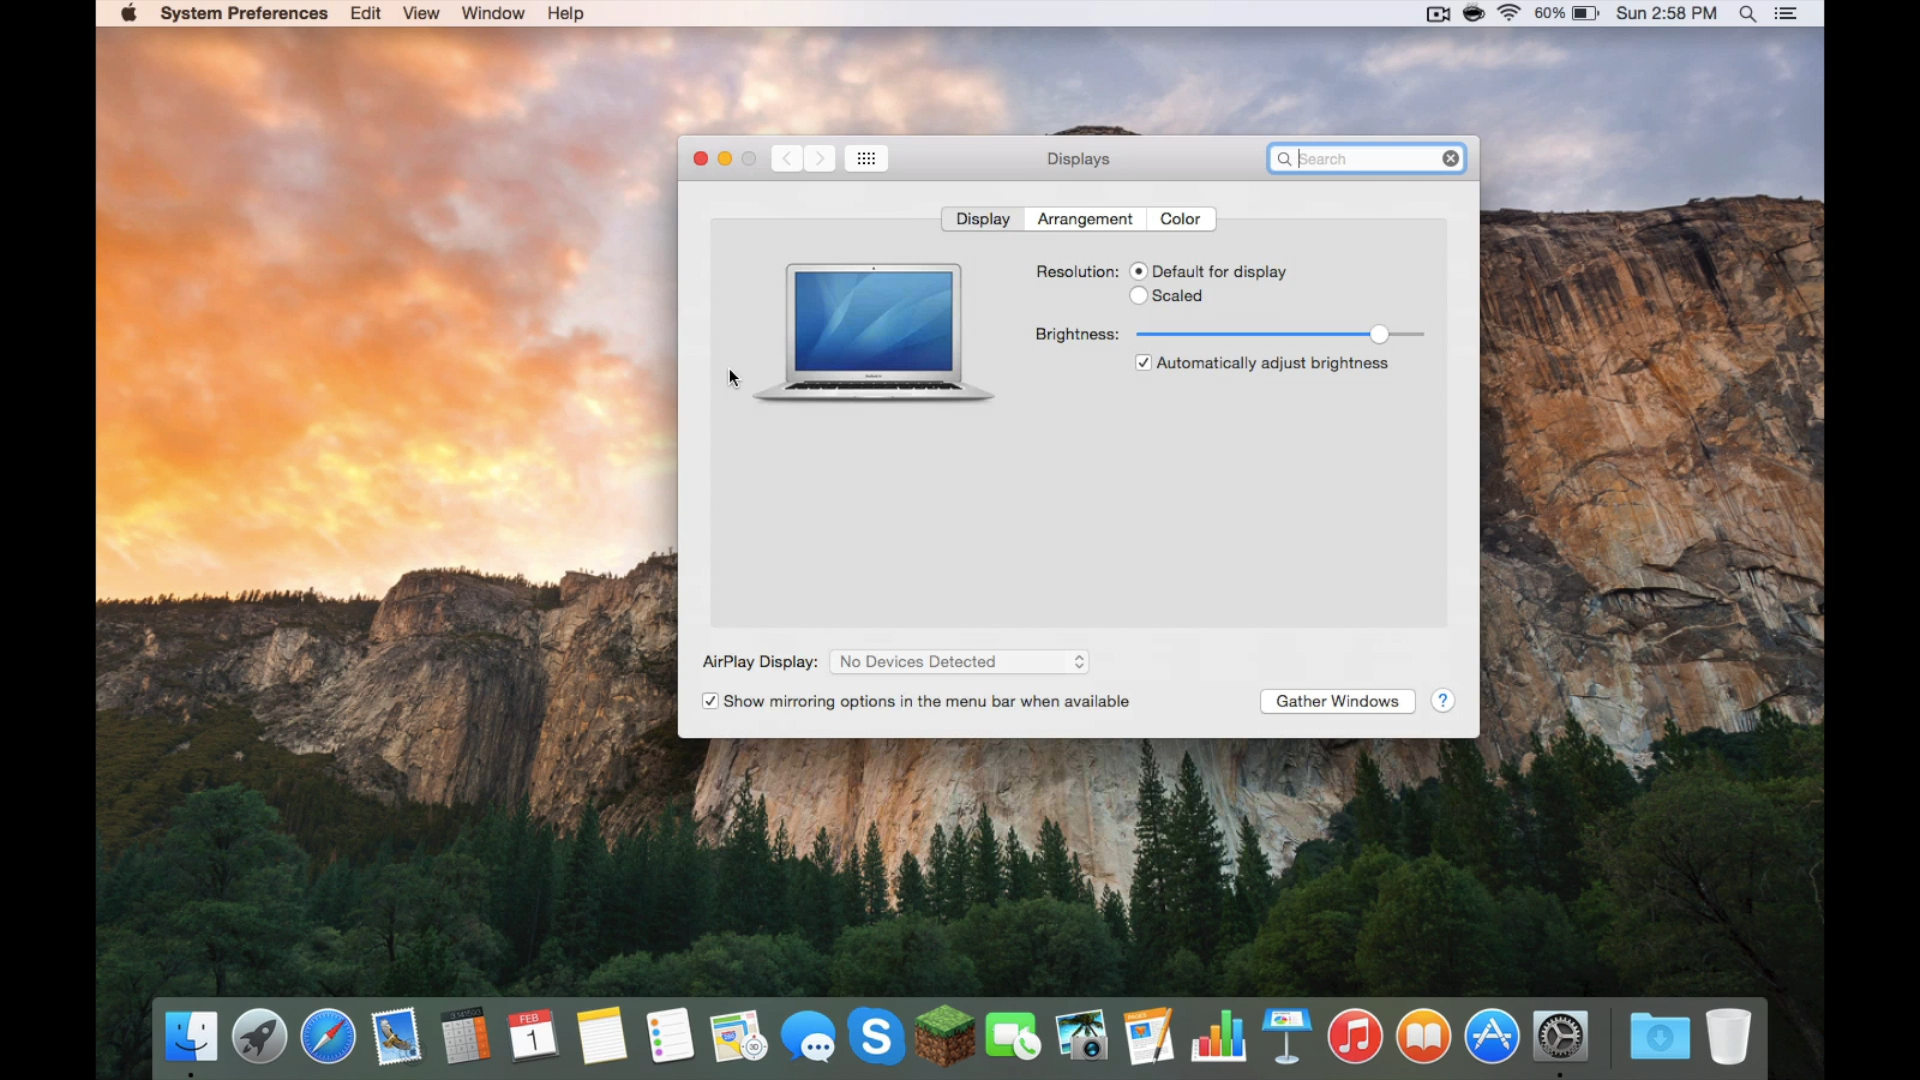 System Preferences Edit View Window Help 60% Sun 2:58 PM
Displays Search
Display Arrangement Color
Resolution: Default for display
Scaled
Brightness:
Automatically adjust brightness
AirPlay Display: No Devices Detected
Show mirroring options in the menu bar when available Gather Windows ?
FEB
1
S
PAGES